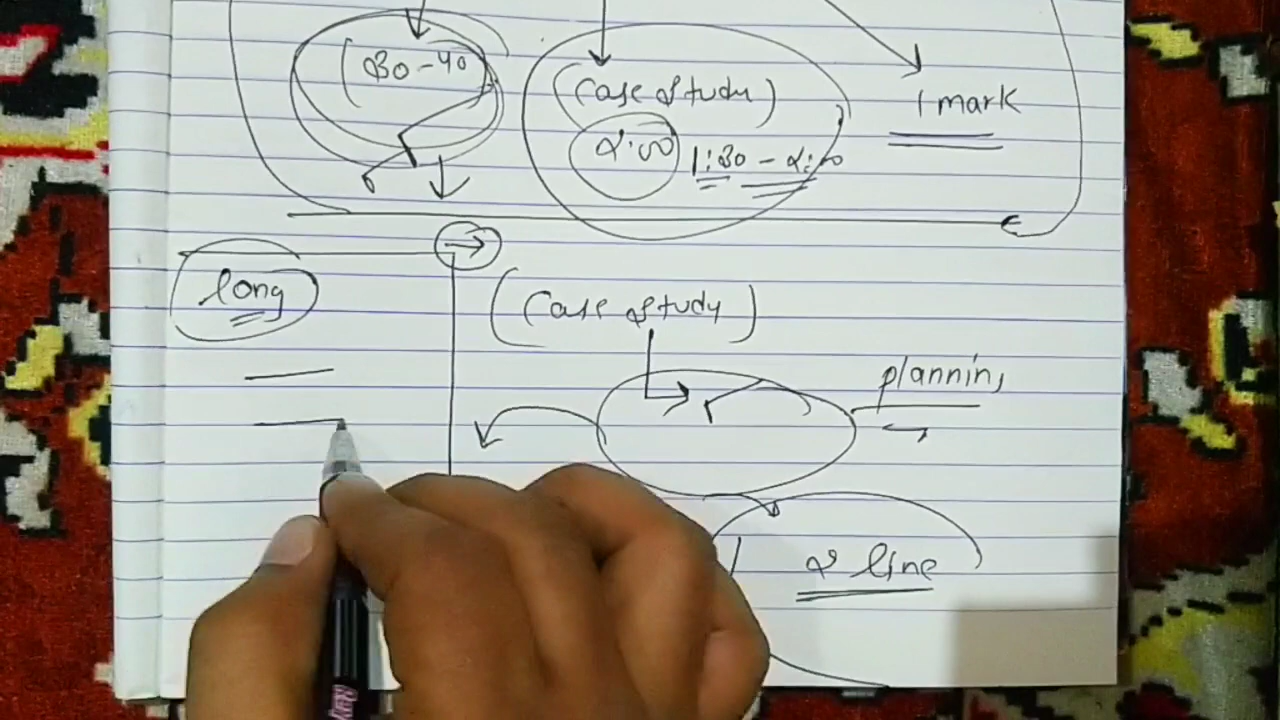 (30-40
(Case study)
1 mark
2:00
1:30 - 2:00
long
(Case study)
planning
2 line